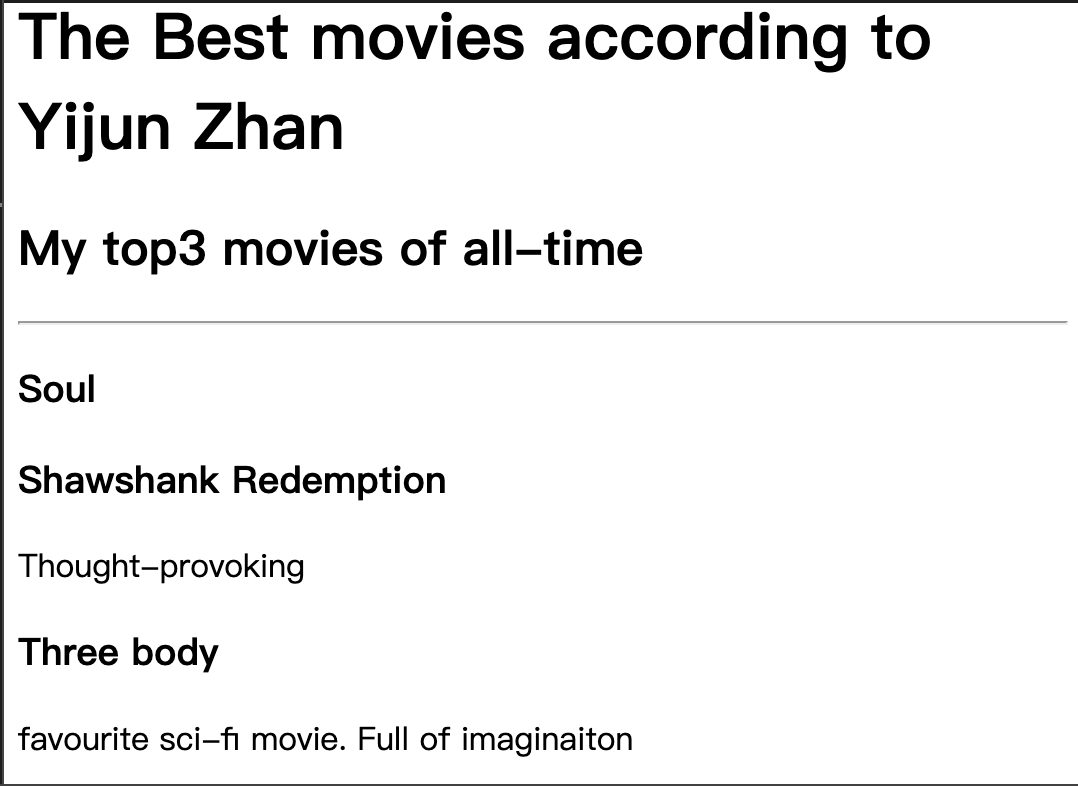 The Best movies according to
Yijun Zhan
My top3 movies of all-time
Soul
Shawshank Redemption
Thought-provoking
Three body
favourite sci-fi movie. Full of imaginaiton